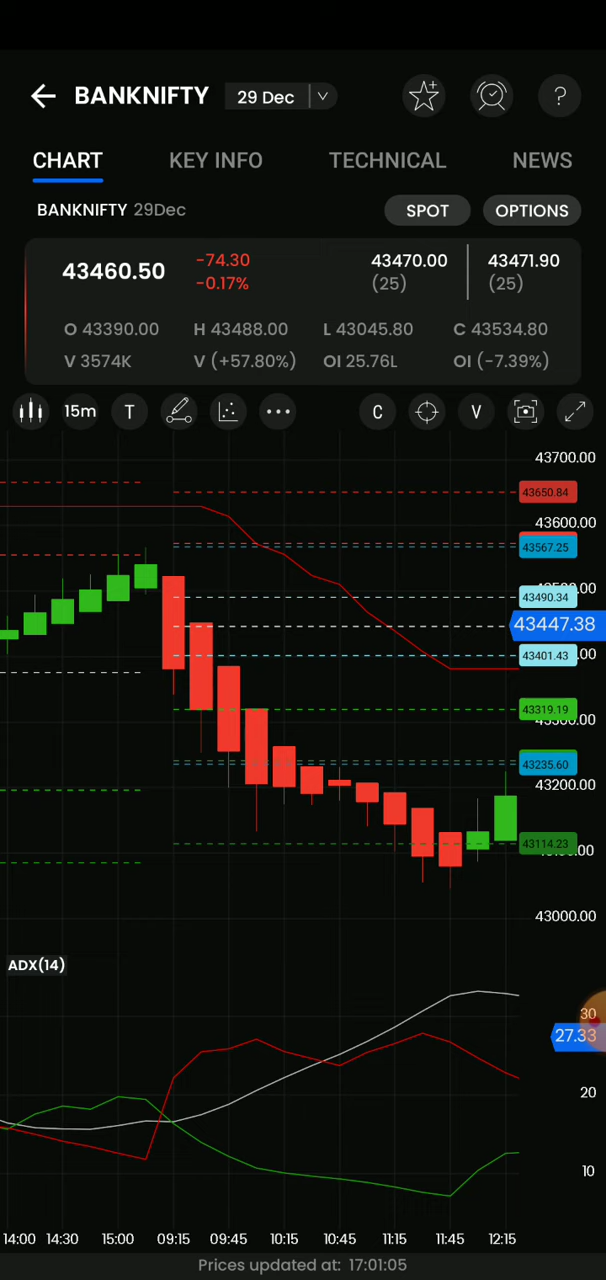 BANKNIFTY 29 Dec ?
CHART KEY INFO TECHNICAL NEWS
BANKNIFTY 29Dec SPOT OPTIONS
43460.50 -74.30 -0.17% 43470.00 (25) 43471.90 (25)
O 43390.00 H 43488.00 L 43045.80 C 43534.80
V 3574K V (+57.80%) OI 25.76L OI (-7.39%)
15m T C V
43700.00
43650.84
43600.00
43567.25
43490.34
43447.38
43401.43
43319.19
43235.60
43200.00
43114.23
43000.00
ADX(14)
30
27.33
20
10
14:00 14:30 15:00 09:15 09:45 10:15 10:45 11:15 11:45 12:15
Prices updated at: 17:01:05